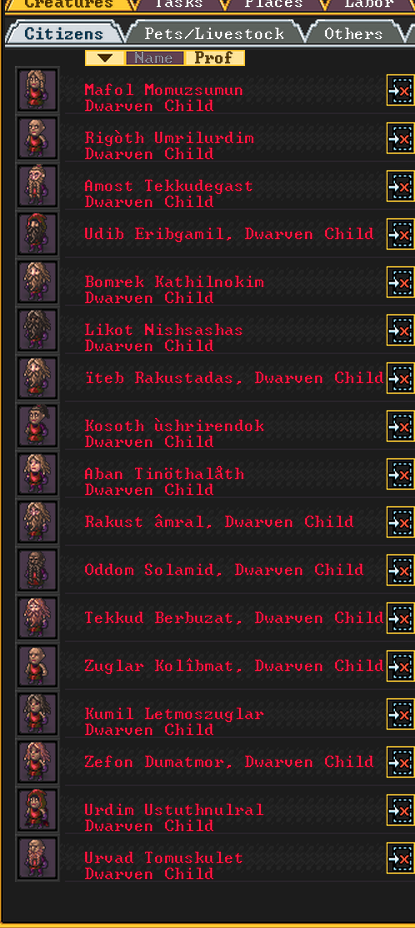 Creatures Tasks Places Labor
Citizens Pets/Livestock Others
Name Prof
Mafol Momuzsumun
Dwarven Child
Rigòth Umrilurdim
Dwarven Child
Amost Tekkudegast
Dwarven Child
Udib Eribgamil, Dwarven Child
Bomrek Kathilnokim
Dwarven Child
Likot Nishsashas
Dwarven Child
ïteb Rakustadas, Dwarven Child
Kosoth ùshrirendok
Dwarven Child
Aban Tinöthalåth
Dwarven Child
Rakust âmral, Dwarven Child
Oddom Solamid, Dwarven Child
Tekkud Berbuzat, Dwarven Child
Zuglar Kolîbmat, Dwarven Child
Kumil Letmoszuglar
Dwarven Child
Zefon Dumatmor, Dwarven Child
Urdim Ustuthnulral
Dwarven Child
Urvad Tomuskulet
Dwarven Child